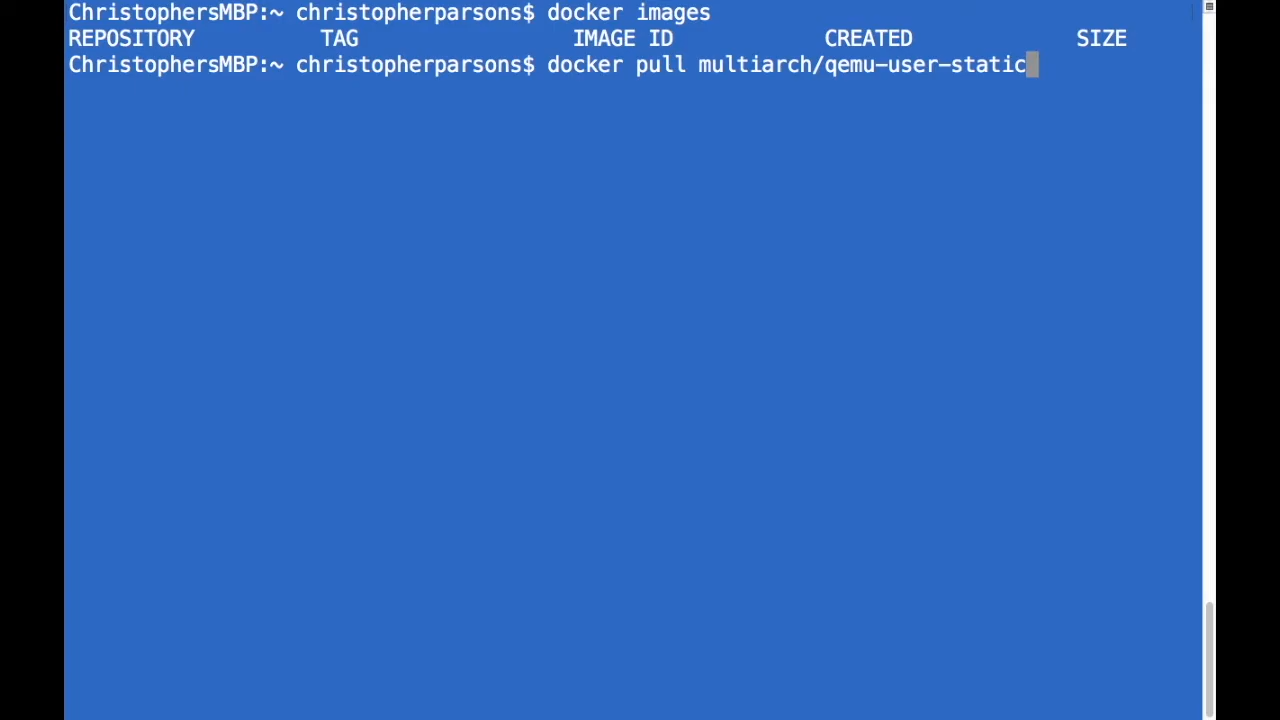 ChristophersMBP:~ christopherparsons$ docker images
REPOSITORY TAG IMAGE ID CREATED SIZE
ChristophersMBP:~ christopherparsons$ docker pull multiarch/qemu-user-static